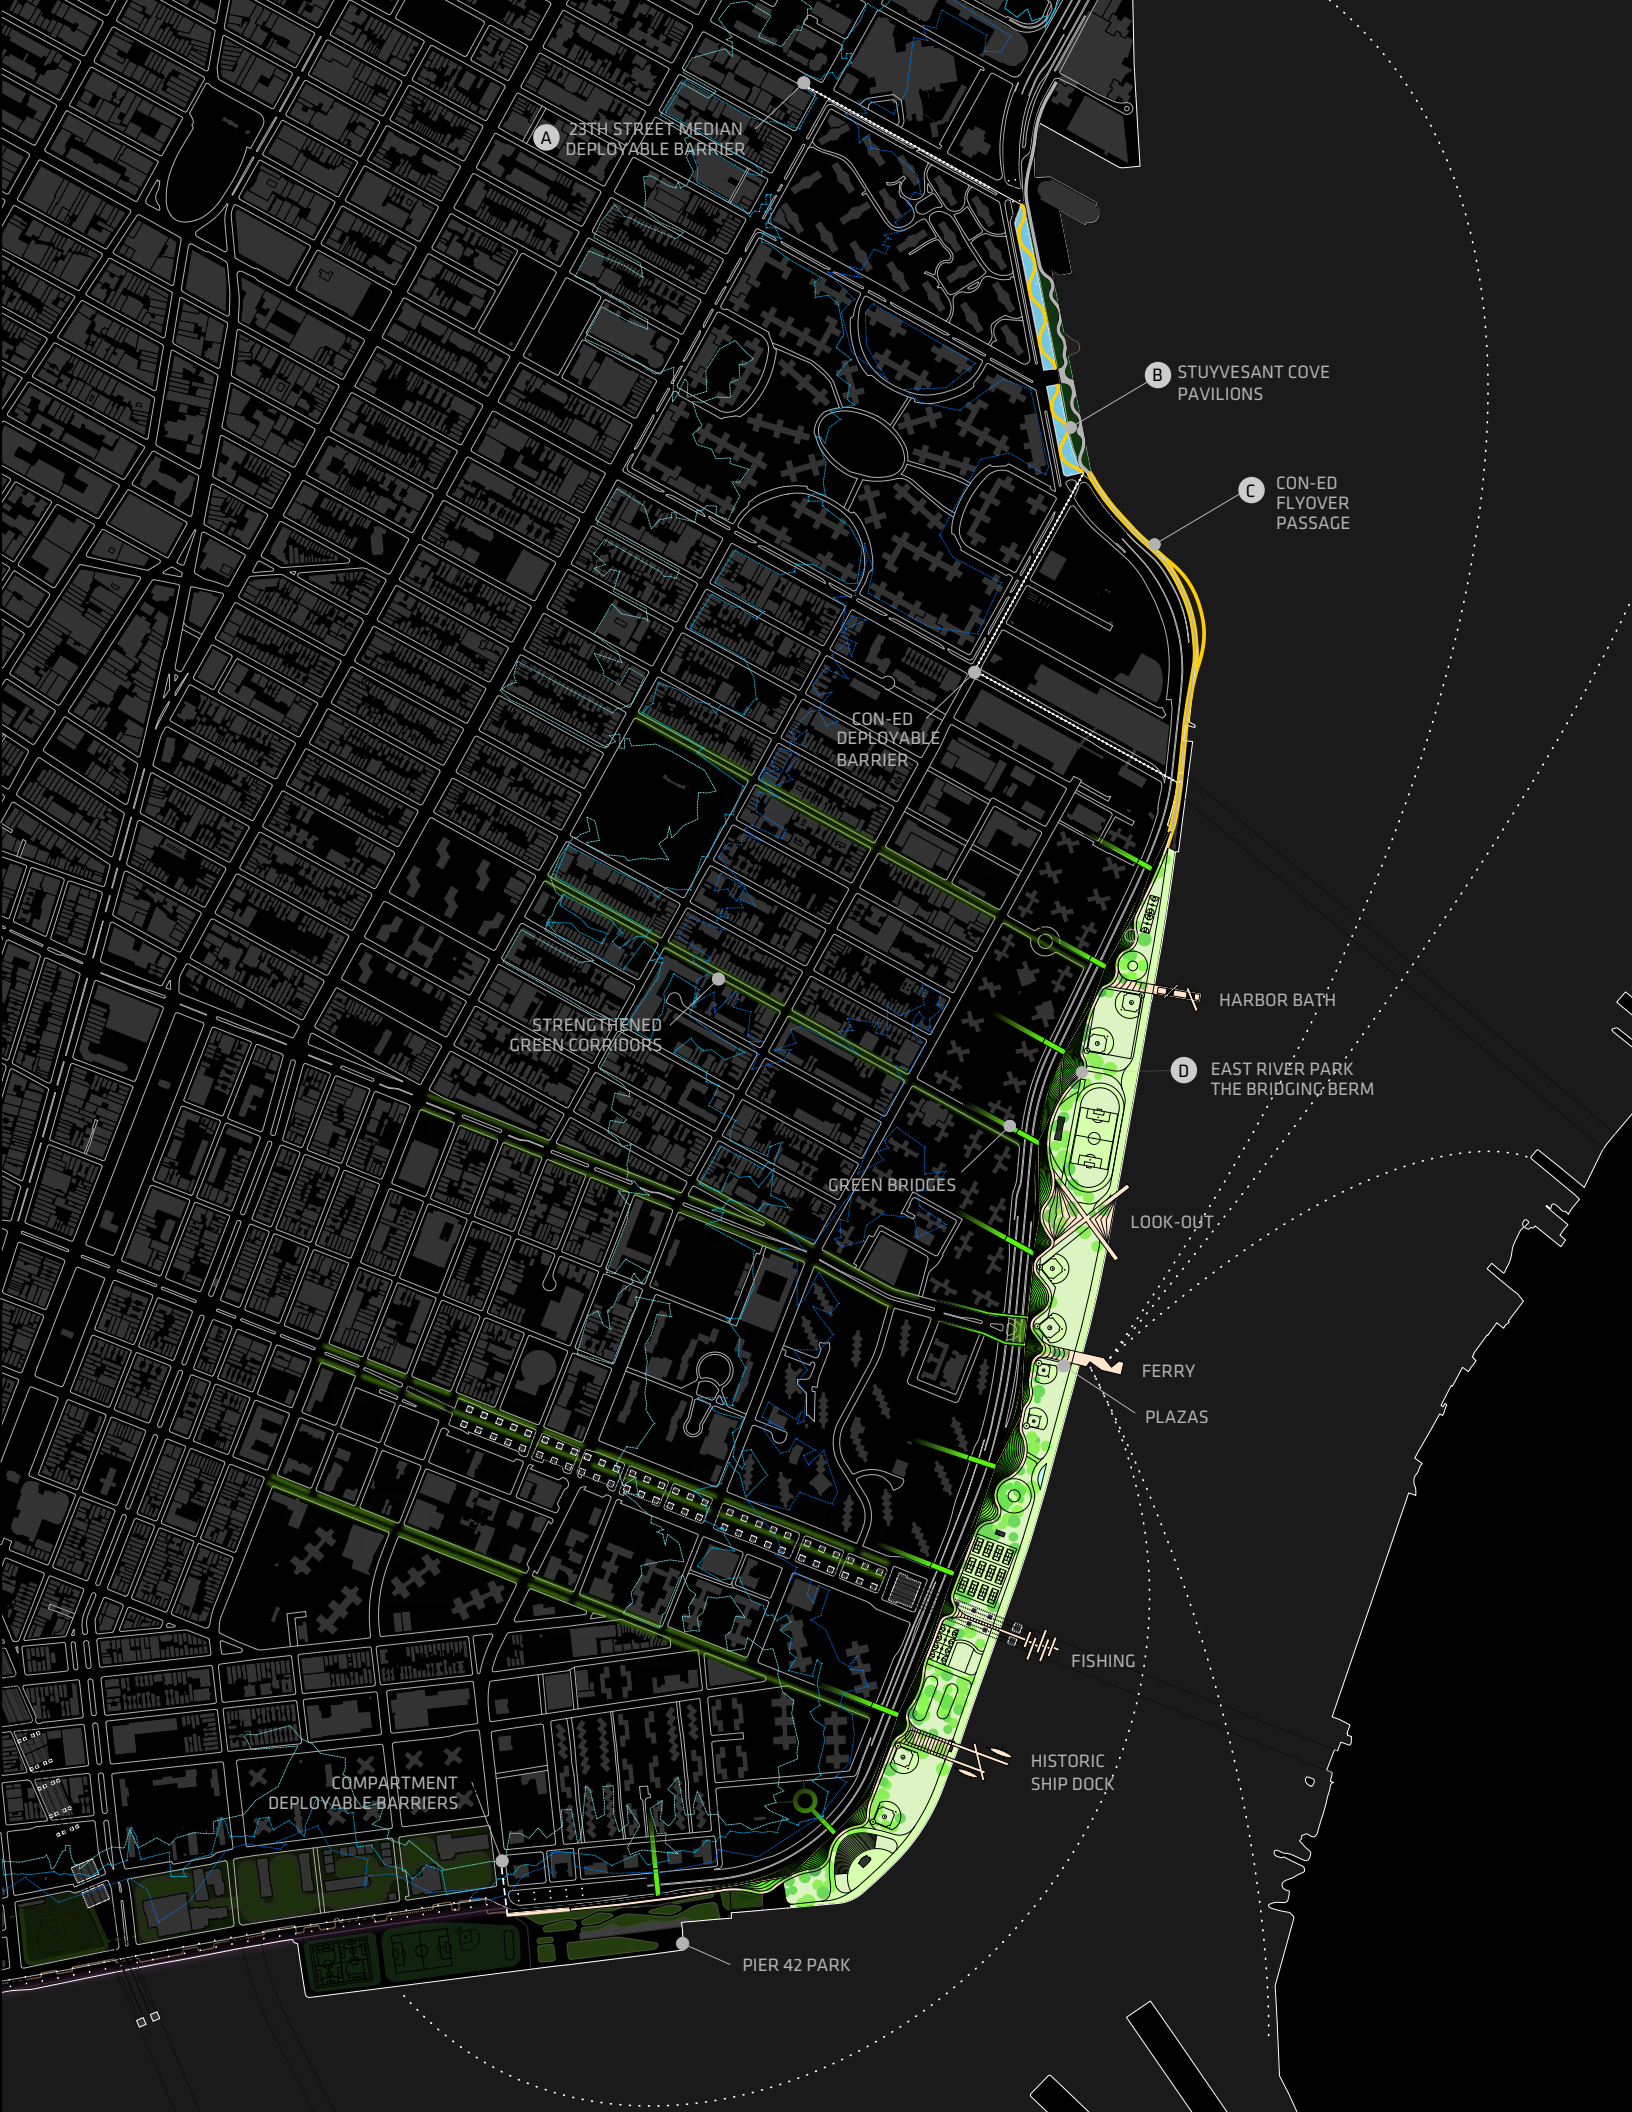 A
23TH STREET MEDIAN
DEPLOYABLE BARRIER
B
STUYVESANT COVE
PAVILIONS
C
CON-ED
FLYOVER
PASSAGE
CON-ED
DEPLOYABLE
BARRIER
HARBOR BATH
STRENGTHENED
GREEN CORRIDORS
D
EAST RIVER PARK
THE BRIDGING BERM
GREEN BRIDGES
LOOK-OUT
FERRY
PLAZAS
FISHING
HISTORIC
SHIP DOCK
COMPARTMENT
DEPLOYABLE BARRIERS
PIER 42 PARK